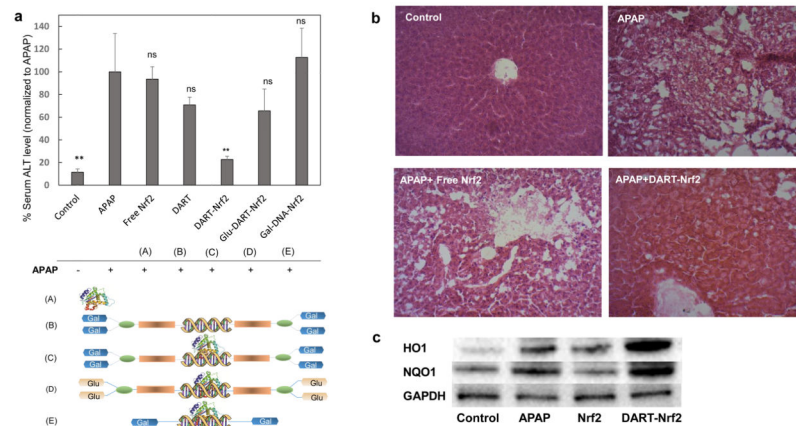 a
% Serum ALT level (normalized to APAP)
140
120
100
80
60
40
20
0
**
ns
ns
**
ns
ns
Control
APAP
Free Nrf2
DART
DART-Nrf2
Glu-DART-Nrf2
Gal-DNA-Nrf2
(A) (B) (C) (D) (E)
APAP - + + + + + +
(A)
(B) Gal Gal Gal Gal
(C) Gal Gal Gal Gal
(D) Glu Glu Glu Glu
(E) Gal Gal
b
Control
APAP
APAP+ Free Nrf2
APAP+DART-Nrf2
c
HO1
NQO1
GAPDH
Control APAP Nrf2 DART-Nrf2